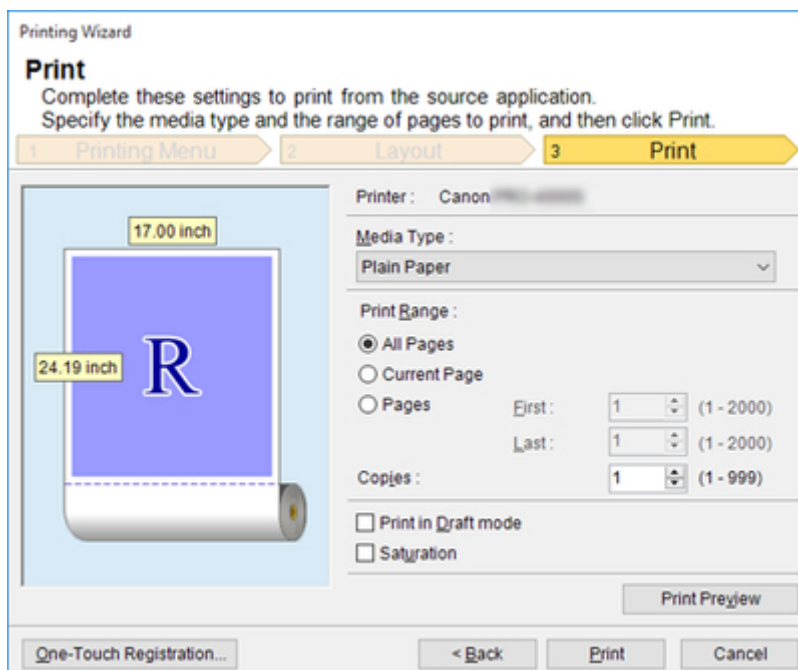 Printing Wizard
Print
Complete these settings to print from the source application.
Specify the media type and the range of pages to print, and then click Print.
1 Printing Menu 2 Layout 3 Print
Printer : Canon
17.00 inch
Media Type :
Plain Paper
Print Range :
All Pages
R
24.19 inch
Current Page
Pages First : 1 (1 - 2000)
Last : 1 (1 - 2000)
Copies : 1 (1 - 999)
Print in Draft mode
Saturation
Print Preview
One-Touch Registration... < Back Print Cancel